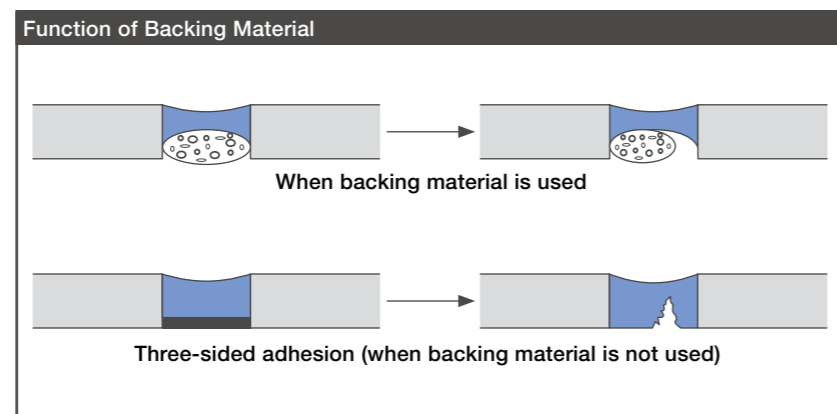 Function of Backing Material
When backing material is used
Three-sided adhesion (when backing material is not used)